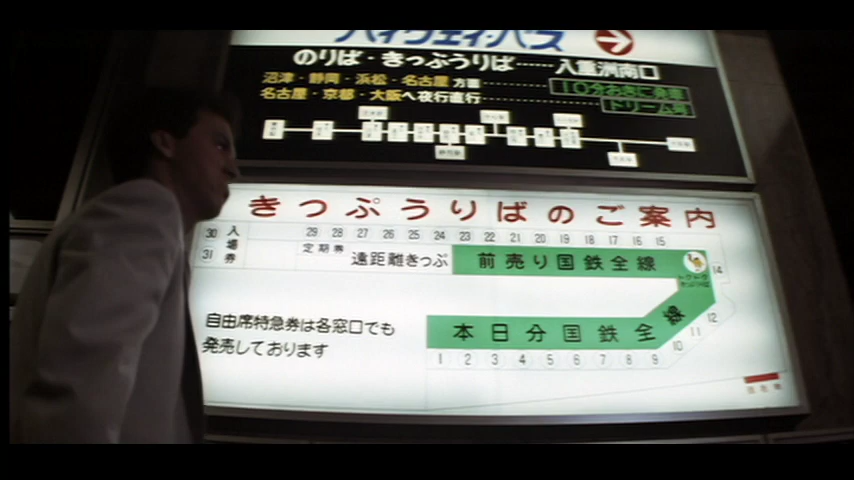 ハイウェイ・バス
のりば・きっぷうりば……八重洲南口
沼津・静岡・浜松・名古屋方面 10分おきに発車
名古屋・京都・大阪へ夜行直行 ドリーム号
きっぷうりばのご案内
30 入場券 29 28 27 26 25 24 23 22 21 20 19 18 17 16 15
31 定期券 遠距離きっぷ 前売り国鉄全線 14
自由席特急券は各窓口でも
発売しております
本日分国鉄全線 12
1 2 3 4 5 6 7 8 9 10 11